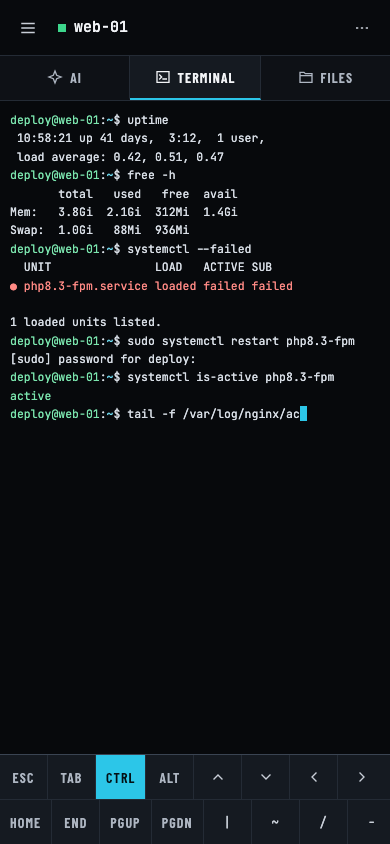 web-01
AI
TERMINAL
FILES
deploy@web-01:~$ uptime
 10:58:21 up 41 days,  3:12,  1 user,
 load average: 0.42, 0.51, 0.47
deploy@web-01:~$ free -h
       total   used   free  avail
Mem:   3.8Gi  2.1Gi  312Mi  1.4Gi
Swap:  1.0Gi   88Mi  936Mi
deploy@web-01:~$ systemctl --failed
  UNIT               LOAD   ACTIVE SUB
● php8.3-fpm.service loaded failed failed
1 loaded units listed.
deploy@web-01:~$ sudo systemctl restart php8.3-fpm
[sudo] password for deploy:
deploy@web-01:~$ systemctl is-active php8.3-fpm
active
deploy@web-01:~$ tail -f /var/log/nginx/ac
ESC TAB CTRL ALT
HOME END PGUP PGDN | ~ / -